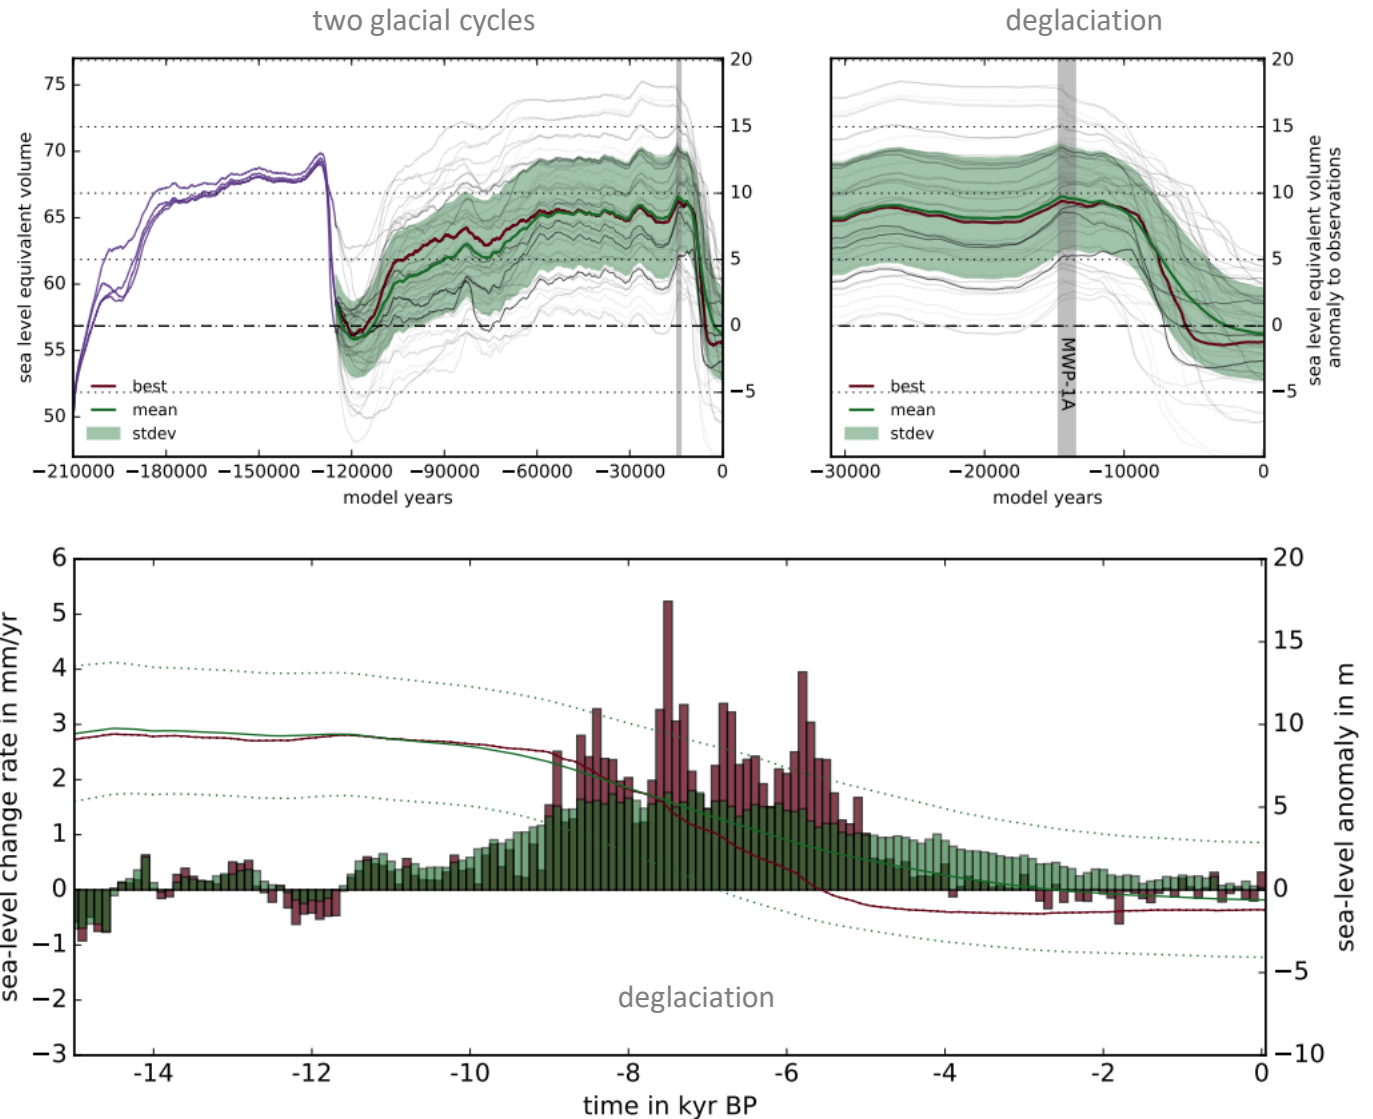 two glacial cycles
deglaciation
sea level equivalent volume
75
70
65
60
55
50
20
15
10
5
0
−5
best
mean
stdev
−210000 −180000 −150000 −120000 −90000 −60000 −30000 0
model years
MWP-1A
best
mean
stdev
20
15
10
5
0
−5
sea level equivalent volume
anomaly to observations
−30000 −20000 −10000 0
model years
sea-level change rate in mm/yr
6
5
4
3
2
1
0
−1
−2
−3
deglaciation
20
15
10
5
0
−5
−10
sea-level anomaly in m
-14 -12 -10 -8 -6 -4 -2 0
time in kyr BP